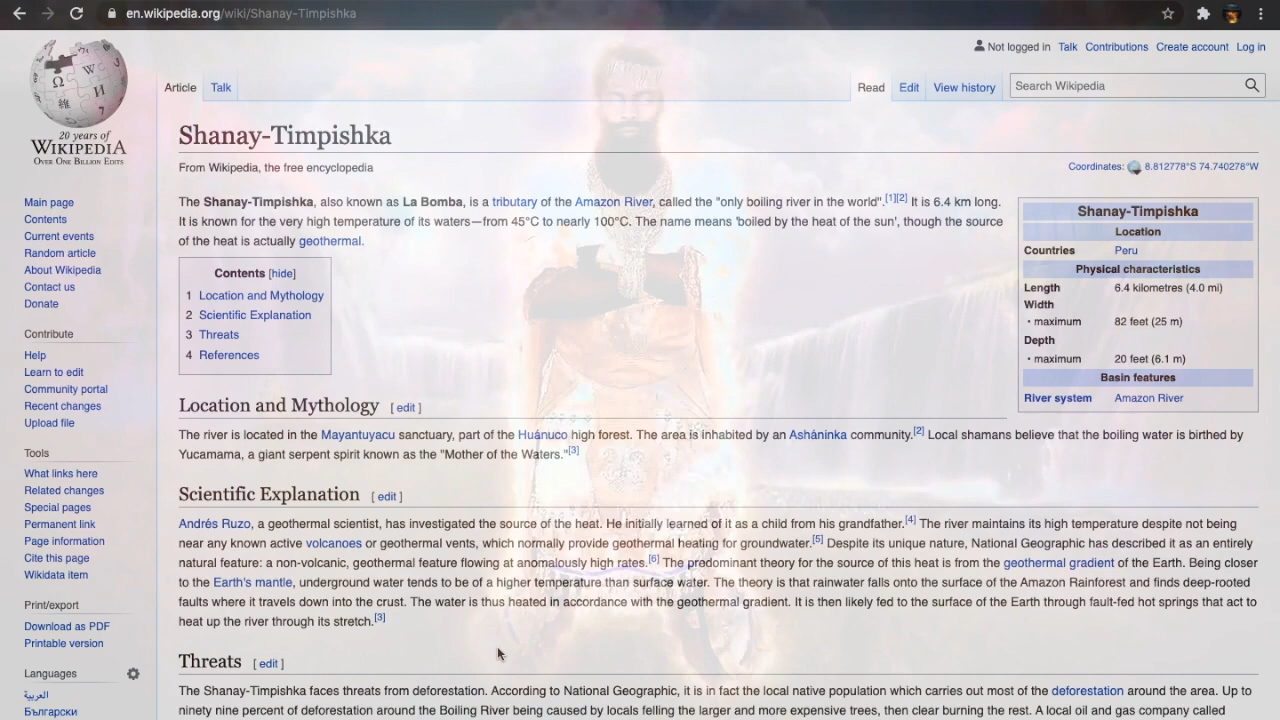 en.wikipedia.org/wiki/Shanay-Timpishka
Not logged in Talk Contributions Create account Log in
Article Talk Read Edit View history Search Wikipedia
20 years of
WIKIPEDIA
OVER ONE BILLION EDITS
Main page
Contents
Current events
Random article
About Wikipedia
Contact us
Donate
Contribute
Help
Learn to edit
Community portal
Recent changes
Upload file
Tools
What links here
Related changes
Special pages
Permanent link
Page information
Cite this page
Wikidata item
Print/export
Download as PDF
Printable version
Languages
العربية
Български
Shanay-Timpishka
From Wikipedia, the free encyclopedia
Coordinates: 8.812778°S 74.740278°W
The Shanay-Timpishka, also known as La Bomba, is a tributary of the Amazon River, called the "only boiling river in the world".[1][2] It is 6.4 km long.
It is known for the very high temperature of its waters—from 45°C to nearly 100°C. The name means 'boiled by the heat of the sun', though the source
of the heat is actually geothermal.
Shanay-Timpishka
Location
Countries Peru
Physical characteristics
Length 6.4 kilometres (4.0 mi)
Width
• maximum 82 feet (25 m)
Depth
• maximum 20 feet (6.1 m)
Basin features
River system Amazon River
Contents [hide]
1 Location and Mythology
2 Scientific Explanation
3 Threats
4 References
Location and Mythology [ edit ]
The river is located in the Mayantuyacu sanctuary, part of the Huánuco high forest. The area is inhabited by an Asháninka community.[2] Local shamans believe that the boiling water is birthed by
Yucamama, a giant serpent spirit known as the "Mother of the Waters."[3]
Scientific Explanation [ edit ]
Andrés Ruzo, a geothermal scientist, has investigated the source of the heat. He initially learned of it as a child from his grandfather.[4] The river maintains its high temperature despite not being
near any known active volcanoes or geothermal vents, which normally provide geothermal heating for groundwater.[5] Despite its unique nature, National Geographic has described it as an entirely
natural feature: a non-volcanic, geothermal feature flowing at anomalously high rates.[6] The predominant theory for the source of this heat is from the geothermal gradient of the Earth. Being closer
to the Earth's mantle, underground water tends to be of a higher temperature than surface water. The theory is that rainwater falls onto the surface of the Amazon Rainforest and finds deep-rooted
faults where it travels down into the crust. The water is thus heated in accordance with the geothermal gradient. It is then likely fed to the surface of the Earth through fault-fed hot springs that act to
heat up the river through its stretch.[3]
Threats [ edit ]
The Shanay-Timpishka faces threats from deforestation. According to National Geographic, it is in fact the local native population which carries out most of the deforestation around the area. Up to
ninety nine percent of deforestation around the Boiling River being caused by locals felling the larger and more expensive trees, then clear burning the rest. A local oil and gas company called